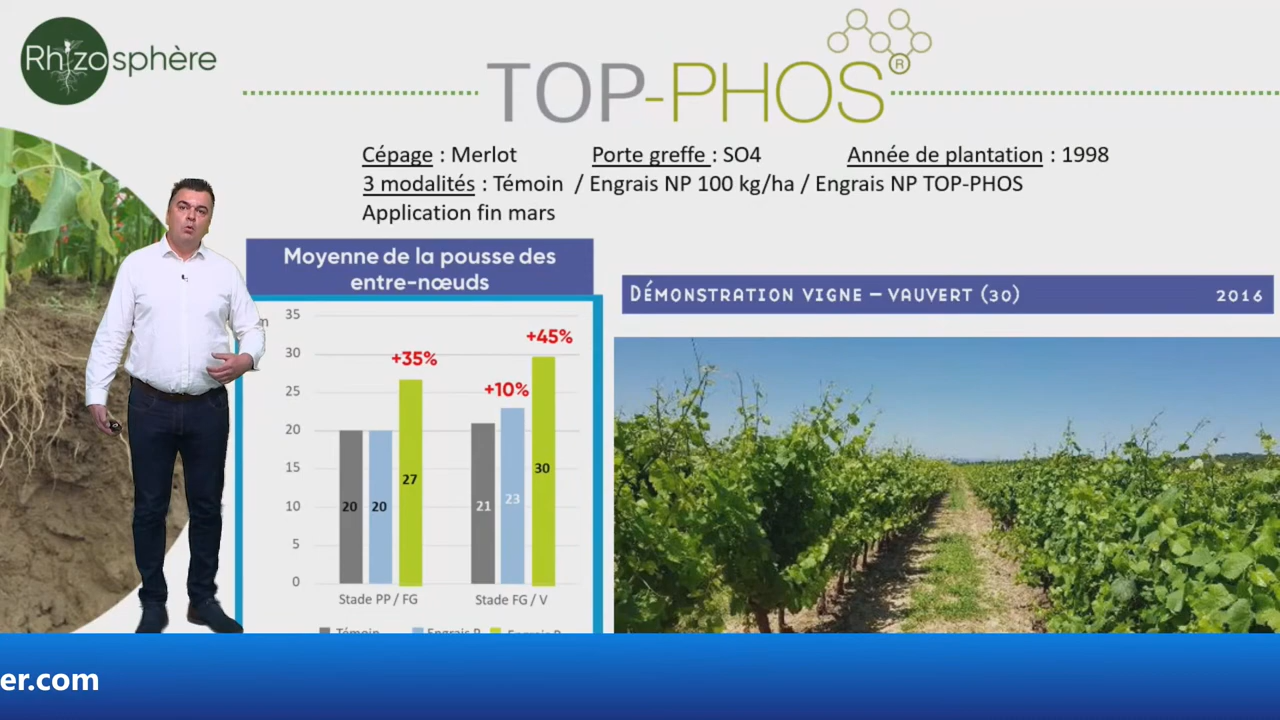 Rhizosphère
TOP-PHOS®
Cépage : Merlot Porte greffe : SO4 Année de plantation : 1998
3 modalités : Témoin / Engrais NP 100 kg/ha / Engrais NP TOP-PHOS
Application fin mars
Moyenne de la pousse des
entre-nœuds
DÉMONSTRATION VIGNE – VAUVERT (30) 2016
35
30
25
20
15
10
5
0
+35%
+10%
+45%
20
20
27
21
23
30
Stade PP / FG
Stade FG / V
Témoin
er.com